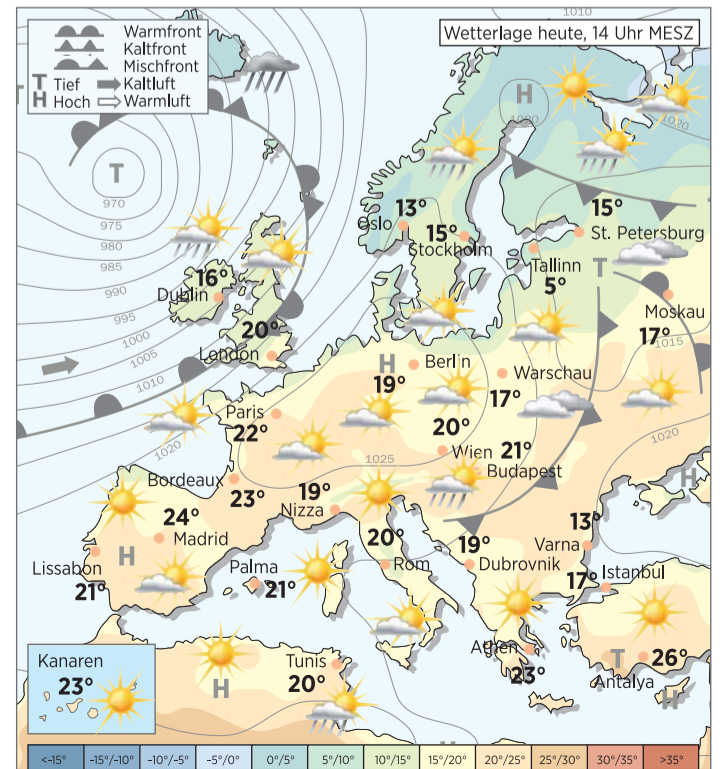 Wetterlage heute, 14 Uhr MESZ
Warmfront
Kaltfront
Mischfront
T Tief Kaltluft
H Hoch Warmluft
1010
T
H
1030
1030
T
970
975
980
985
990
995
1000
1005
1010
1020
13°
Oslo
15°
Stockholm
15°
St. Petersburg
Tallinn
5°
T
Moskau
17°
1015
16°
Dublin
20°
London
H
Berlin
19°
Warschau
17°
Paris
22°
20°
Wien
21°
Budapest
1025
1020
Bordeaux
23°
19°
Nizza
H
24°
Madrid
H
Lissabon
21°
Palma
21°
20°
Rom
19°
Dubrovnik
13°
Varna
17°
Istanbul
Athen
23°
T
26°
Antalya
H
Kanaren
23°
H
Tunis
20°
H
<-15° -15°/-10° -10°/-5° -5°/0 0°/5° 5°/10 10°/15° 15°/20° 20°/25° 25°/30° 30°/35° >35°